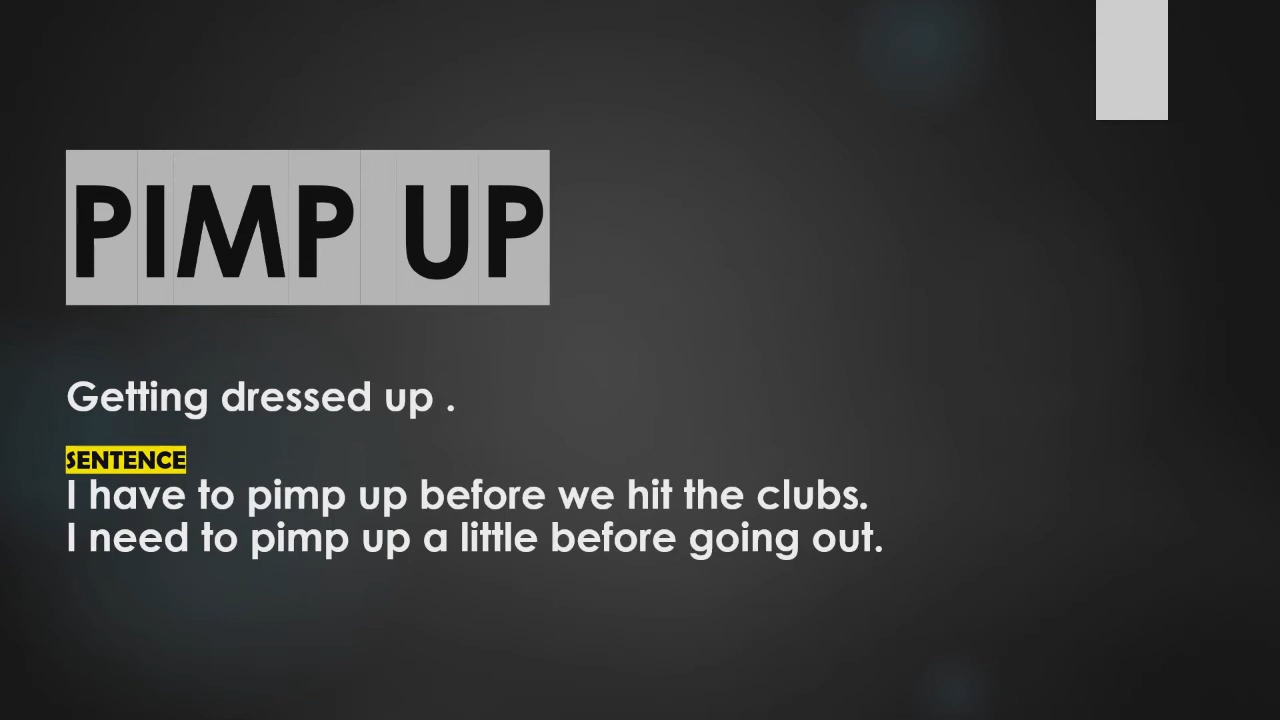 PIMP UP
Getting dressed up .
SENTENCE
I have to pimp up before we hit the clubs.
I need to pimp up a little before going out.